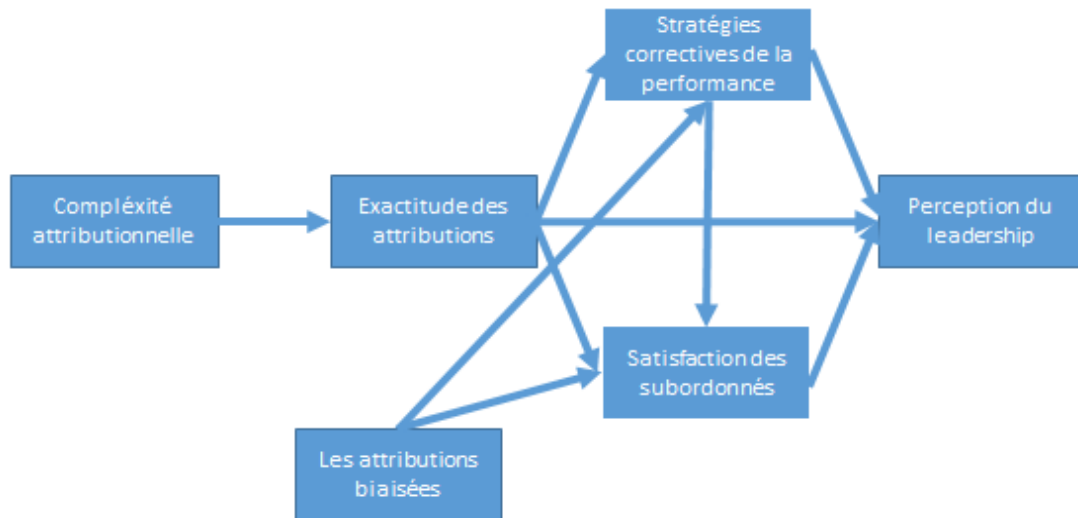 Stratégies
correctives de la
performance
Compléxité
attributionnelle
Exactitude des
attributions
Perception du
leadership
Satisfaction des
subordonnés
Les attributions
biaisées